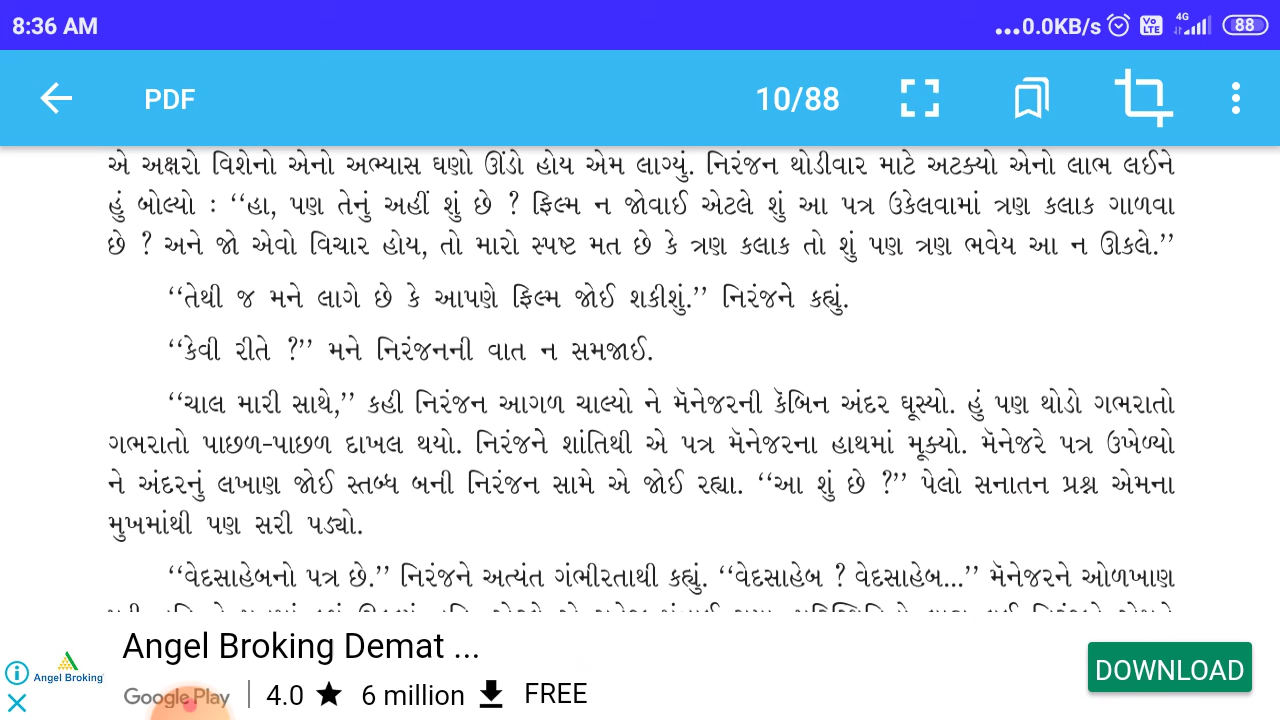 8:36 AM
...0.0KB/s Vo LTE 4G 88
PDF
10/88
એ અક્ષરો વિશેનો એનો અભ્યાસ ઘણો ઊંડો હોય એમ લાગ્યું. નિરંજન થોડીવાર માટે અટક્યો એનો લાભ લઈને
હું બોલ્યો : ‘‘હા, પણ તેનું અહીં શું છે ? ફિલ્મ ન જોવાઈ એટલે શું આ પત્ર ઉકેલવામાં ત્રણ કલાક ગાળવા
છે ? અને જો એવો વિચાર હોય, તો મારો સ્પષ્ટ મત છે કે ત્રણ કલાક તો શું પણ ત્રણ ભવેય આ ન ઊકલે.’’
‘‘તેથી જ મને લાગે છે કે આપણે ફિલ્મ જોઈ શકીશું.’’ નિરંજને કહ્યું.
‘‘કેવી રીતે ?’’ મને નિરંજનની વાત ન સમજાઈ.
‘‘ચાલ મારી સાથે,’’ કહી નિરંજન આગળ ચાલ્યો ને મૅનેજરની કૅબિન અંદર ઘૂસ્યો. હું પણ થોડો ગભરાતો
ગભરાતો પાછળ-પાછળ દાખલ થયો. નિરંજને શાંતિથી એ પત્ર મૅનેજરના હાથમાં મૂક્યો. મૅનેજરે પત્ર ઉખેળ્યો
ને અંદરનું લખાણ જોઈ સ્તબ્ધ બની નિરંજન સામે એ જોઈ રહ્યા. ‘‘આ શું છે ?’’ પેલો સનાતન પ્રશ્ન એમના
મુખમાંથી પણ સરી પડ્યો.
‘‘વેદસાહેબનો પત્ર છે.’’ નિરંજને અત્યંત ગંભીરતાથી કહ્યું. ‘‘વેદસાહેબ ? વેદસાહેબ...’’ મૅનેજરને ઓળખાણ
Angel Broking Demat ...
Angel Broking
DOWNLOAD
Google Play
4.0 ★ 6 million
FREE